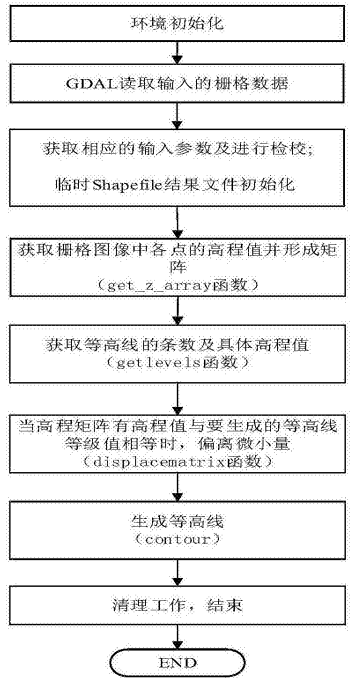 环境初始化
GDAL读取输入的栅格数据
获取相应的输入参数及进行检校;
临时Shapefile结果文件初始化
获取栅格图像中各点的高程值并形成矩
阵
（get_z_array函数）
获取等高线的条数及具体高程值
（getlevels函数）
当高程矩阵有高程值与要生成的等高线
等级值相等时，偏离微小量
（displacematrix函数）
生成等高线
（contour）
清理工作，结束
END